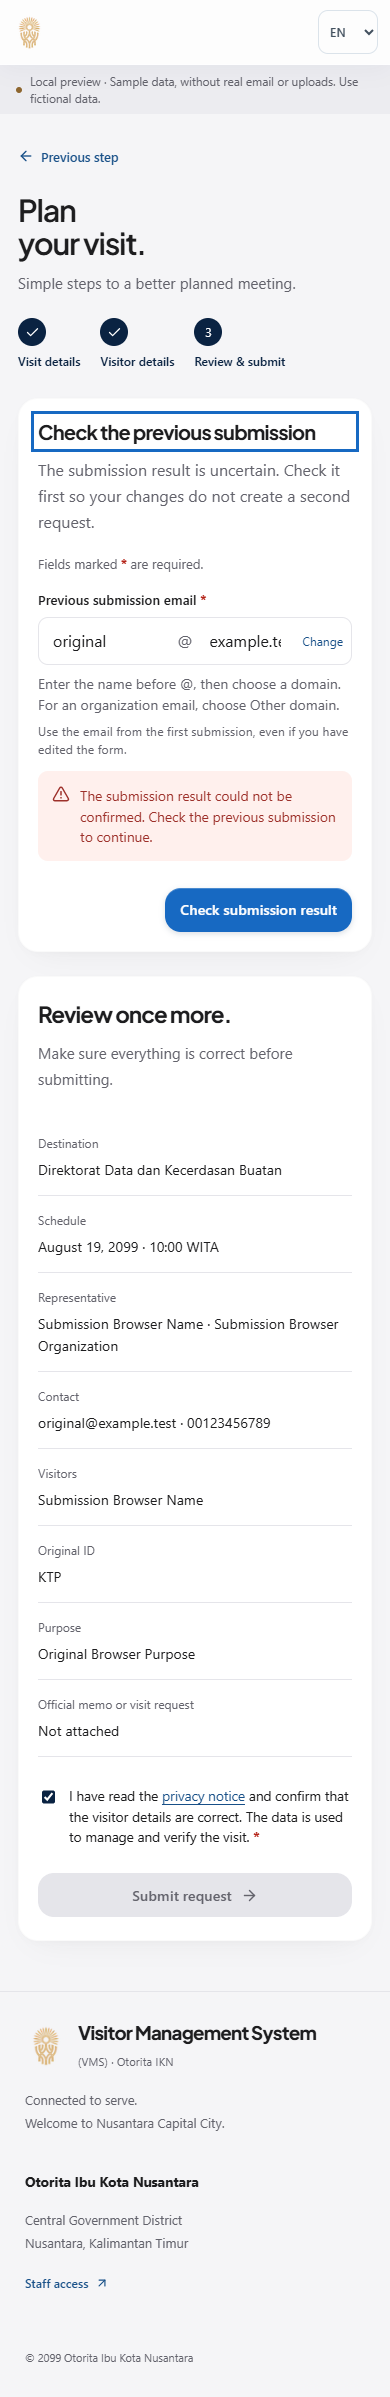 EN
Local preview · Sample data, without real email or uploads. Use
fictional data.
Previous step
Plan
your visit.
Simple steps to a better planned meeting.
3
Visit details
Visitor details
Review & submit
Check the previous submission
The submission result is uncertain. Check it
first so your changes do not create a second
request.
Fields marked * are required.
Previous submission email *
original @ example.te Change
Enter the name before @, then choose a domain.
For an organization email, choose Other domain.
Use the email from the first submission, even if you have
edited the form.
The submission result could not be
confirmed. Check the previous submission
to continue.
Check submission result
Review once more.
Make sure everything is correct before
submitting.
Destination
Direktorat Data dan Kecerdasan Buatan
Schedule
August 19, 2099 · 10:00 WITA
Representative
Submission Browser Name · Submission Browser
Organization
Contact
original@example.test · 00123456789
Visitors
Submission Browser Name
Original ID
KTP
Purpose
Original Browser Purpose
Official memo or visit request
Not attached
I have read the privacy notice and confirm that
the visitor details are correct. The data is used
to manage and verify the visit. *
Submit request
Visitor Management System
(VMS) · Otorita IKN
Connected to serve.
Welcome to Nusantara Capital City.
Otorita Ibu Kota Nusantara
Central Government District
Nusantara, Kalimantan Timur
Staff access
© 2099 Otorita Ibu Kota Nusantara